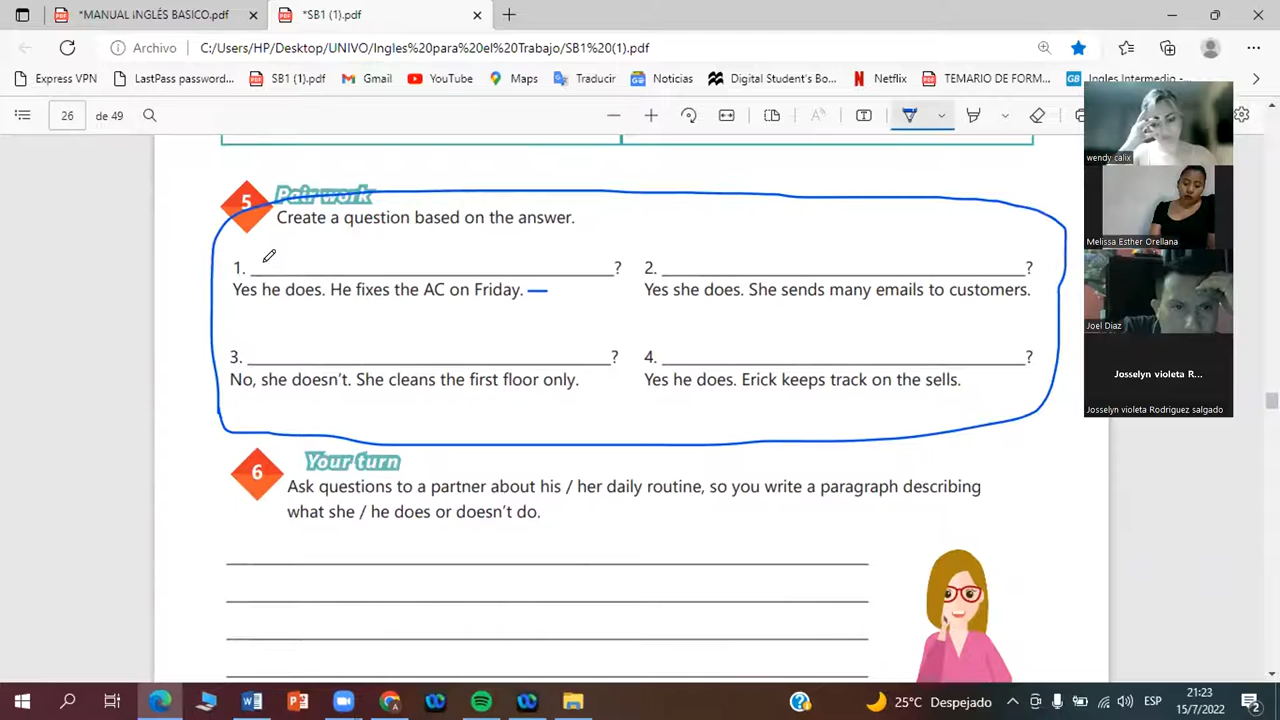 *MANUAL iNGLÉS BASICO.pdf
*SB1 (1).pdf
Archivo
C:/Users/HP/Desktop/UNIVO/Ingles%20para%20el%20Trabajo/SB1%20(1).pdf
Express VPN
LastPass password...
SB1 (1).pdf
Gmail
YouTube
Maps
Traducir
Noticias
Digital Student's Bo...
Netflix
TEMARIO DE FORM...
Ingles Intermedio -...
26 de 49
5 Pair work
Create a question based on the answer.
1. ?
Yes he does. He fixes the AC on Friday.
2. ?
Yes she does. She sends many emails to customers.
3. ?
No, she doesn't. She cleans the first floor only.
4. ?
Yes he does. Erick keeps track on the sells.
6 Your turn
Ask questions to a partner about his / her daily routine, so you write a paragraph describing
what she / he does or doesn't do.
wendy calix
Melissa Esther Orellana
Joel Diaz
Josselyn violeta R...
Josselyn violeta Rodriguez salgado
25°C Despejado
ESP
21:23
15/7/2022
2